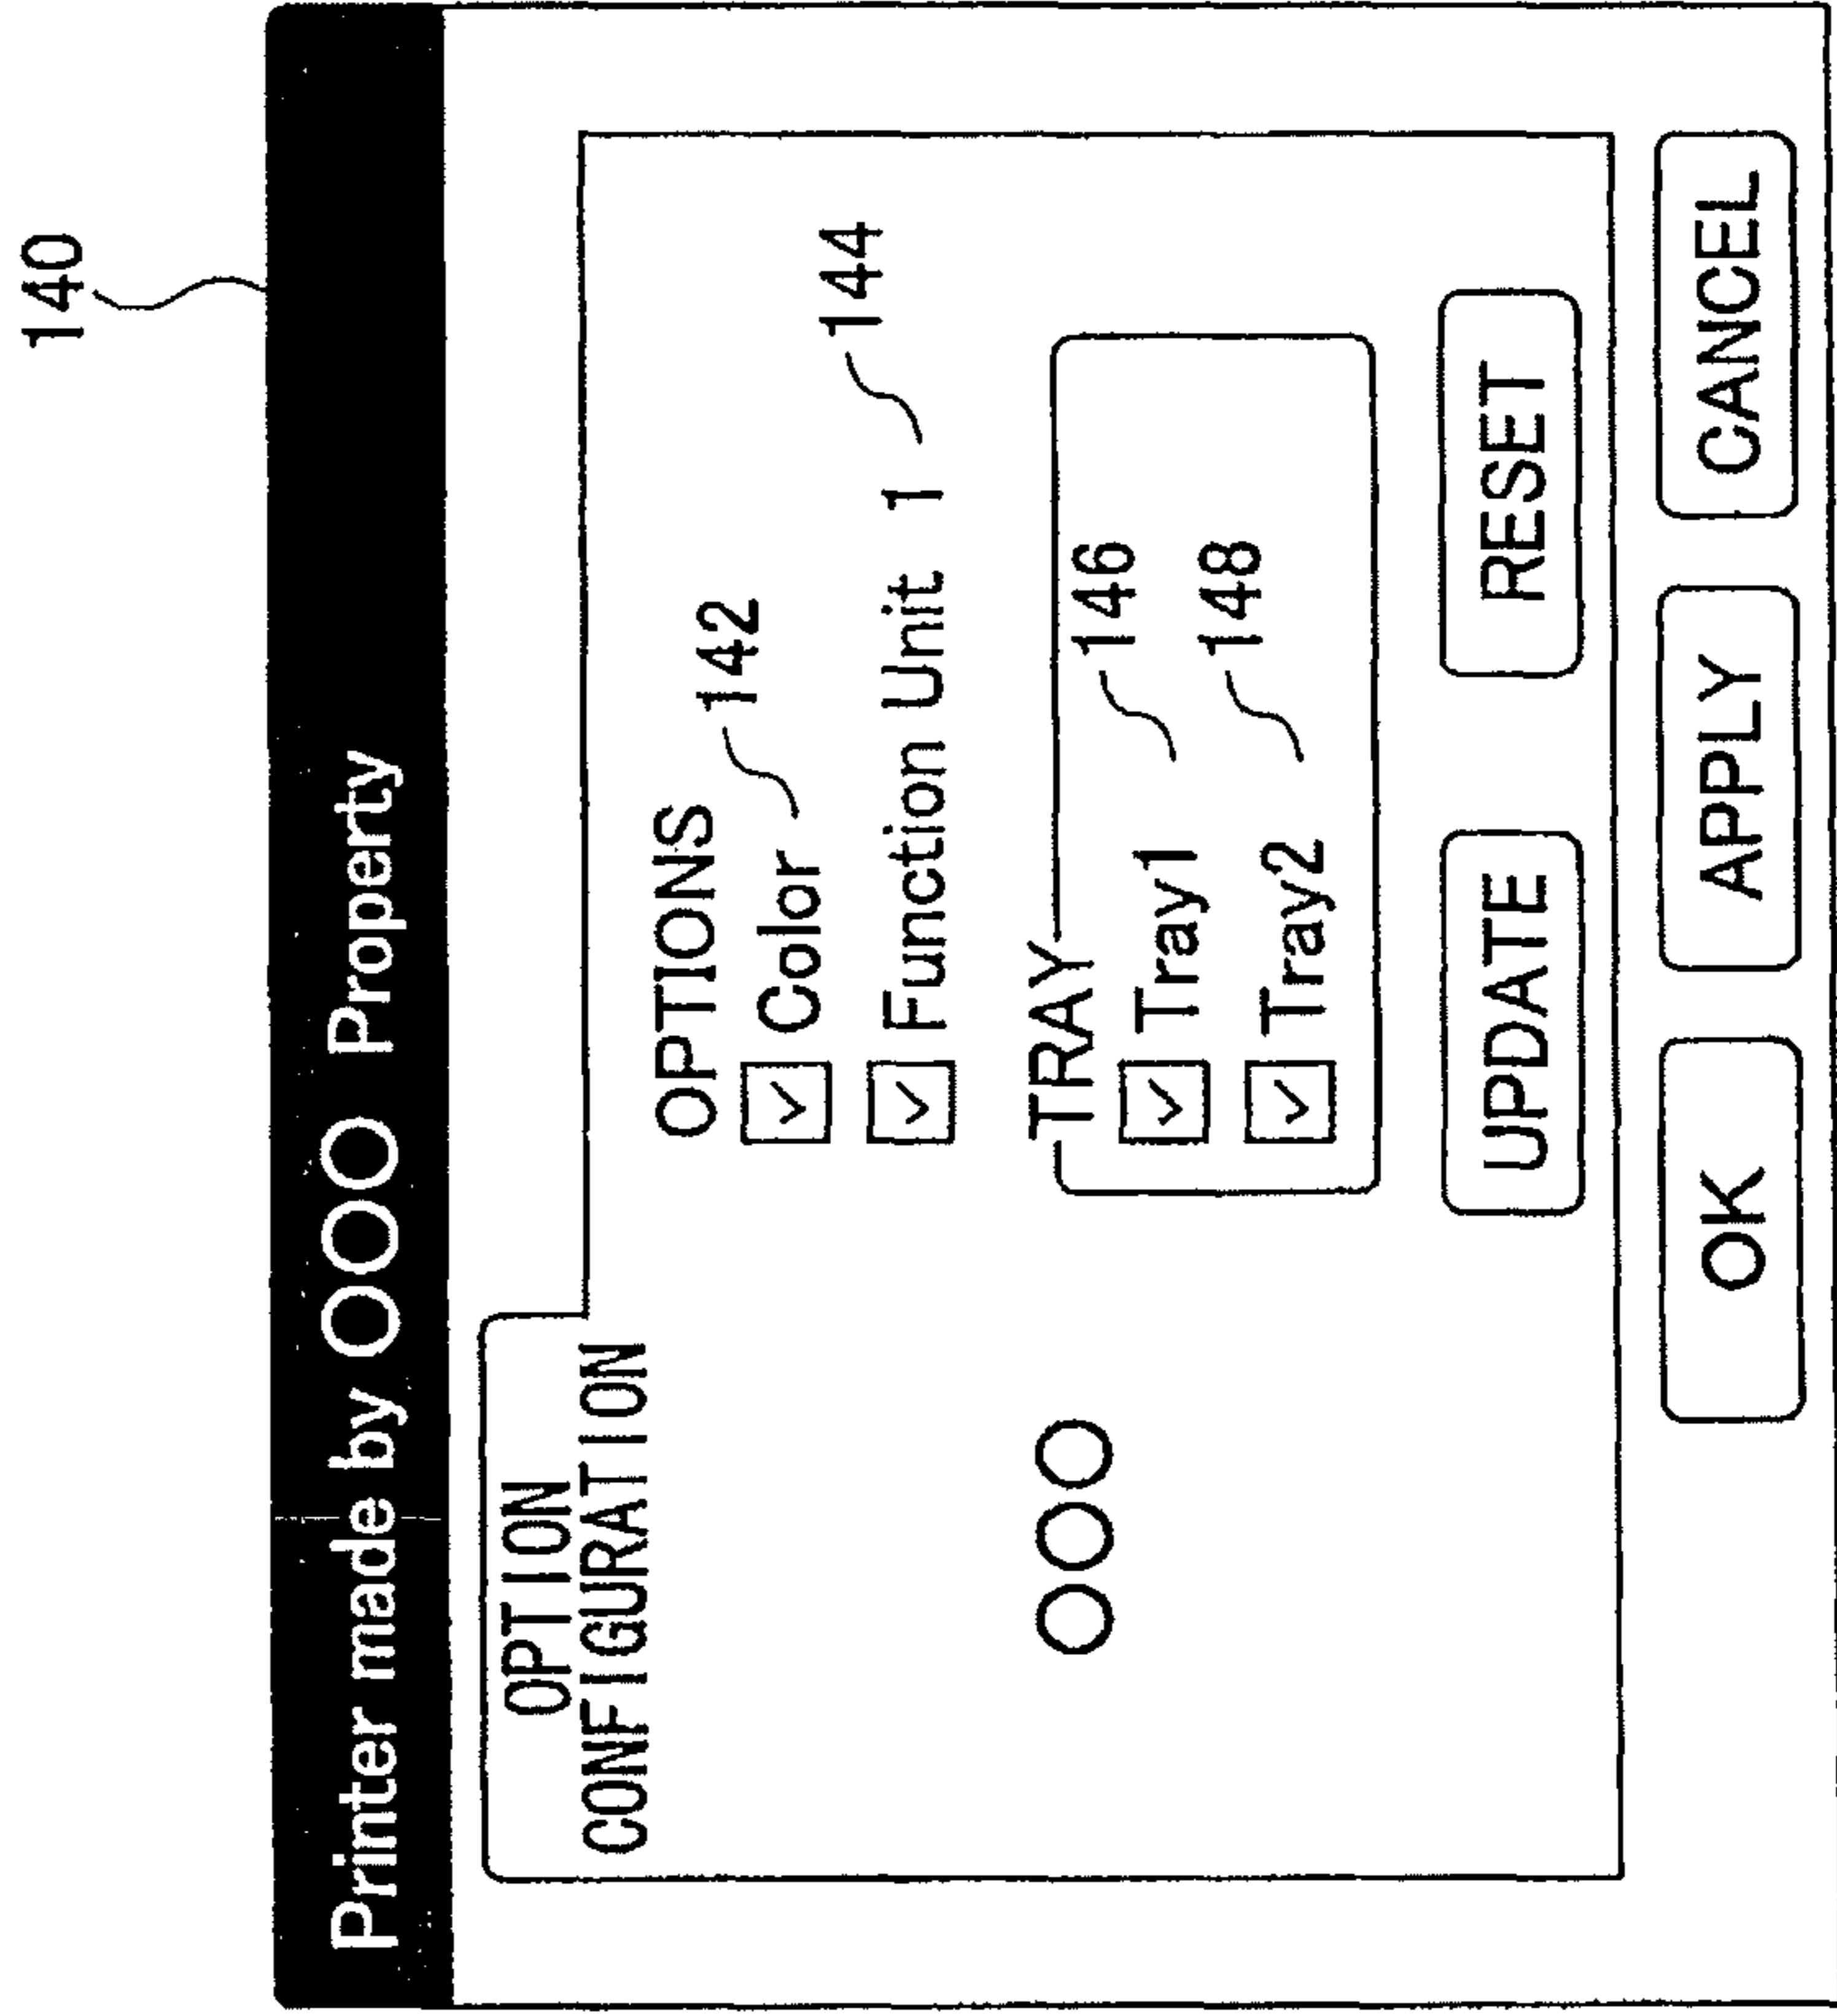 140
Printer made by ○○○ Property
OPTION
CONFIGURATION
OPTIONS
Color 142
Function Unit 1 144
○○○
TRAY
Tray1 146
Tray2 148
UPDATE RESET
OK APPLY CANCEL